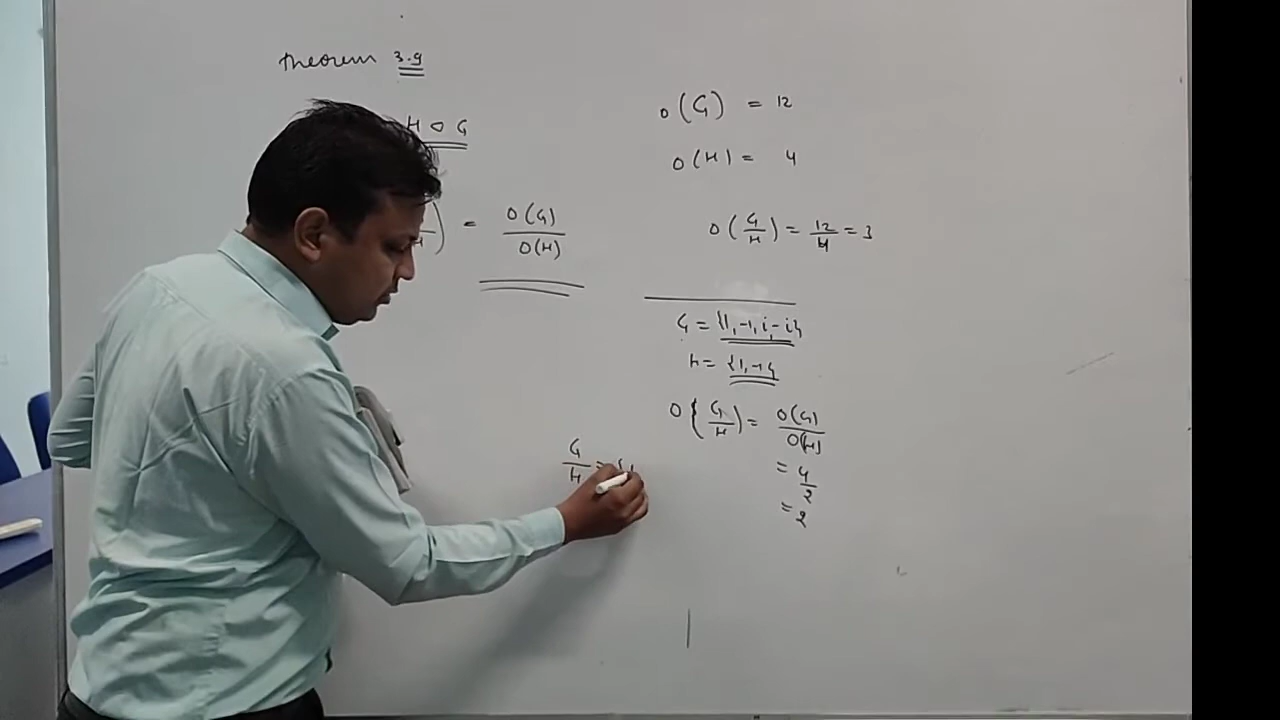 Theorem 3.9
H O G
H ) = O(G) / O(H)
O(G) = 12
O(H) = 4
O(G/H) = 12/4 = 3
G = {1, -1, i, -i}
H = {1, -1}
O{G/H) = O(G)/O(H)
= 4/2
= 2
G/H =